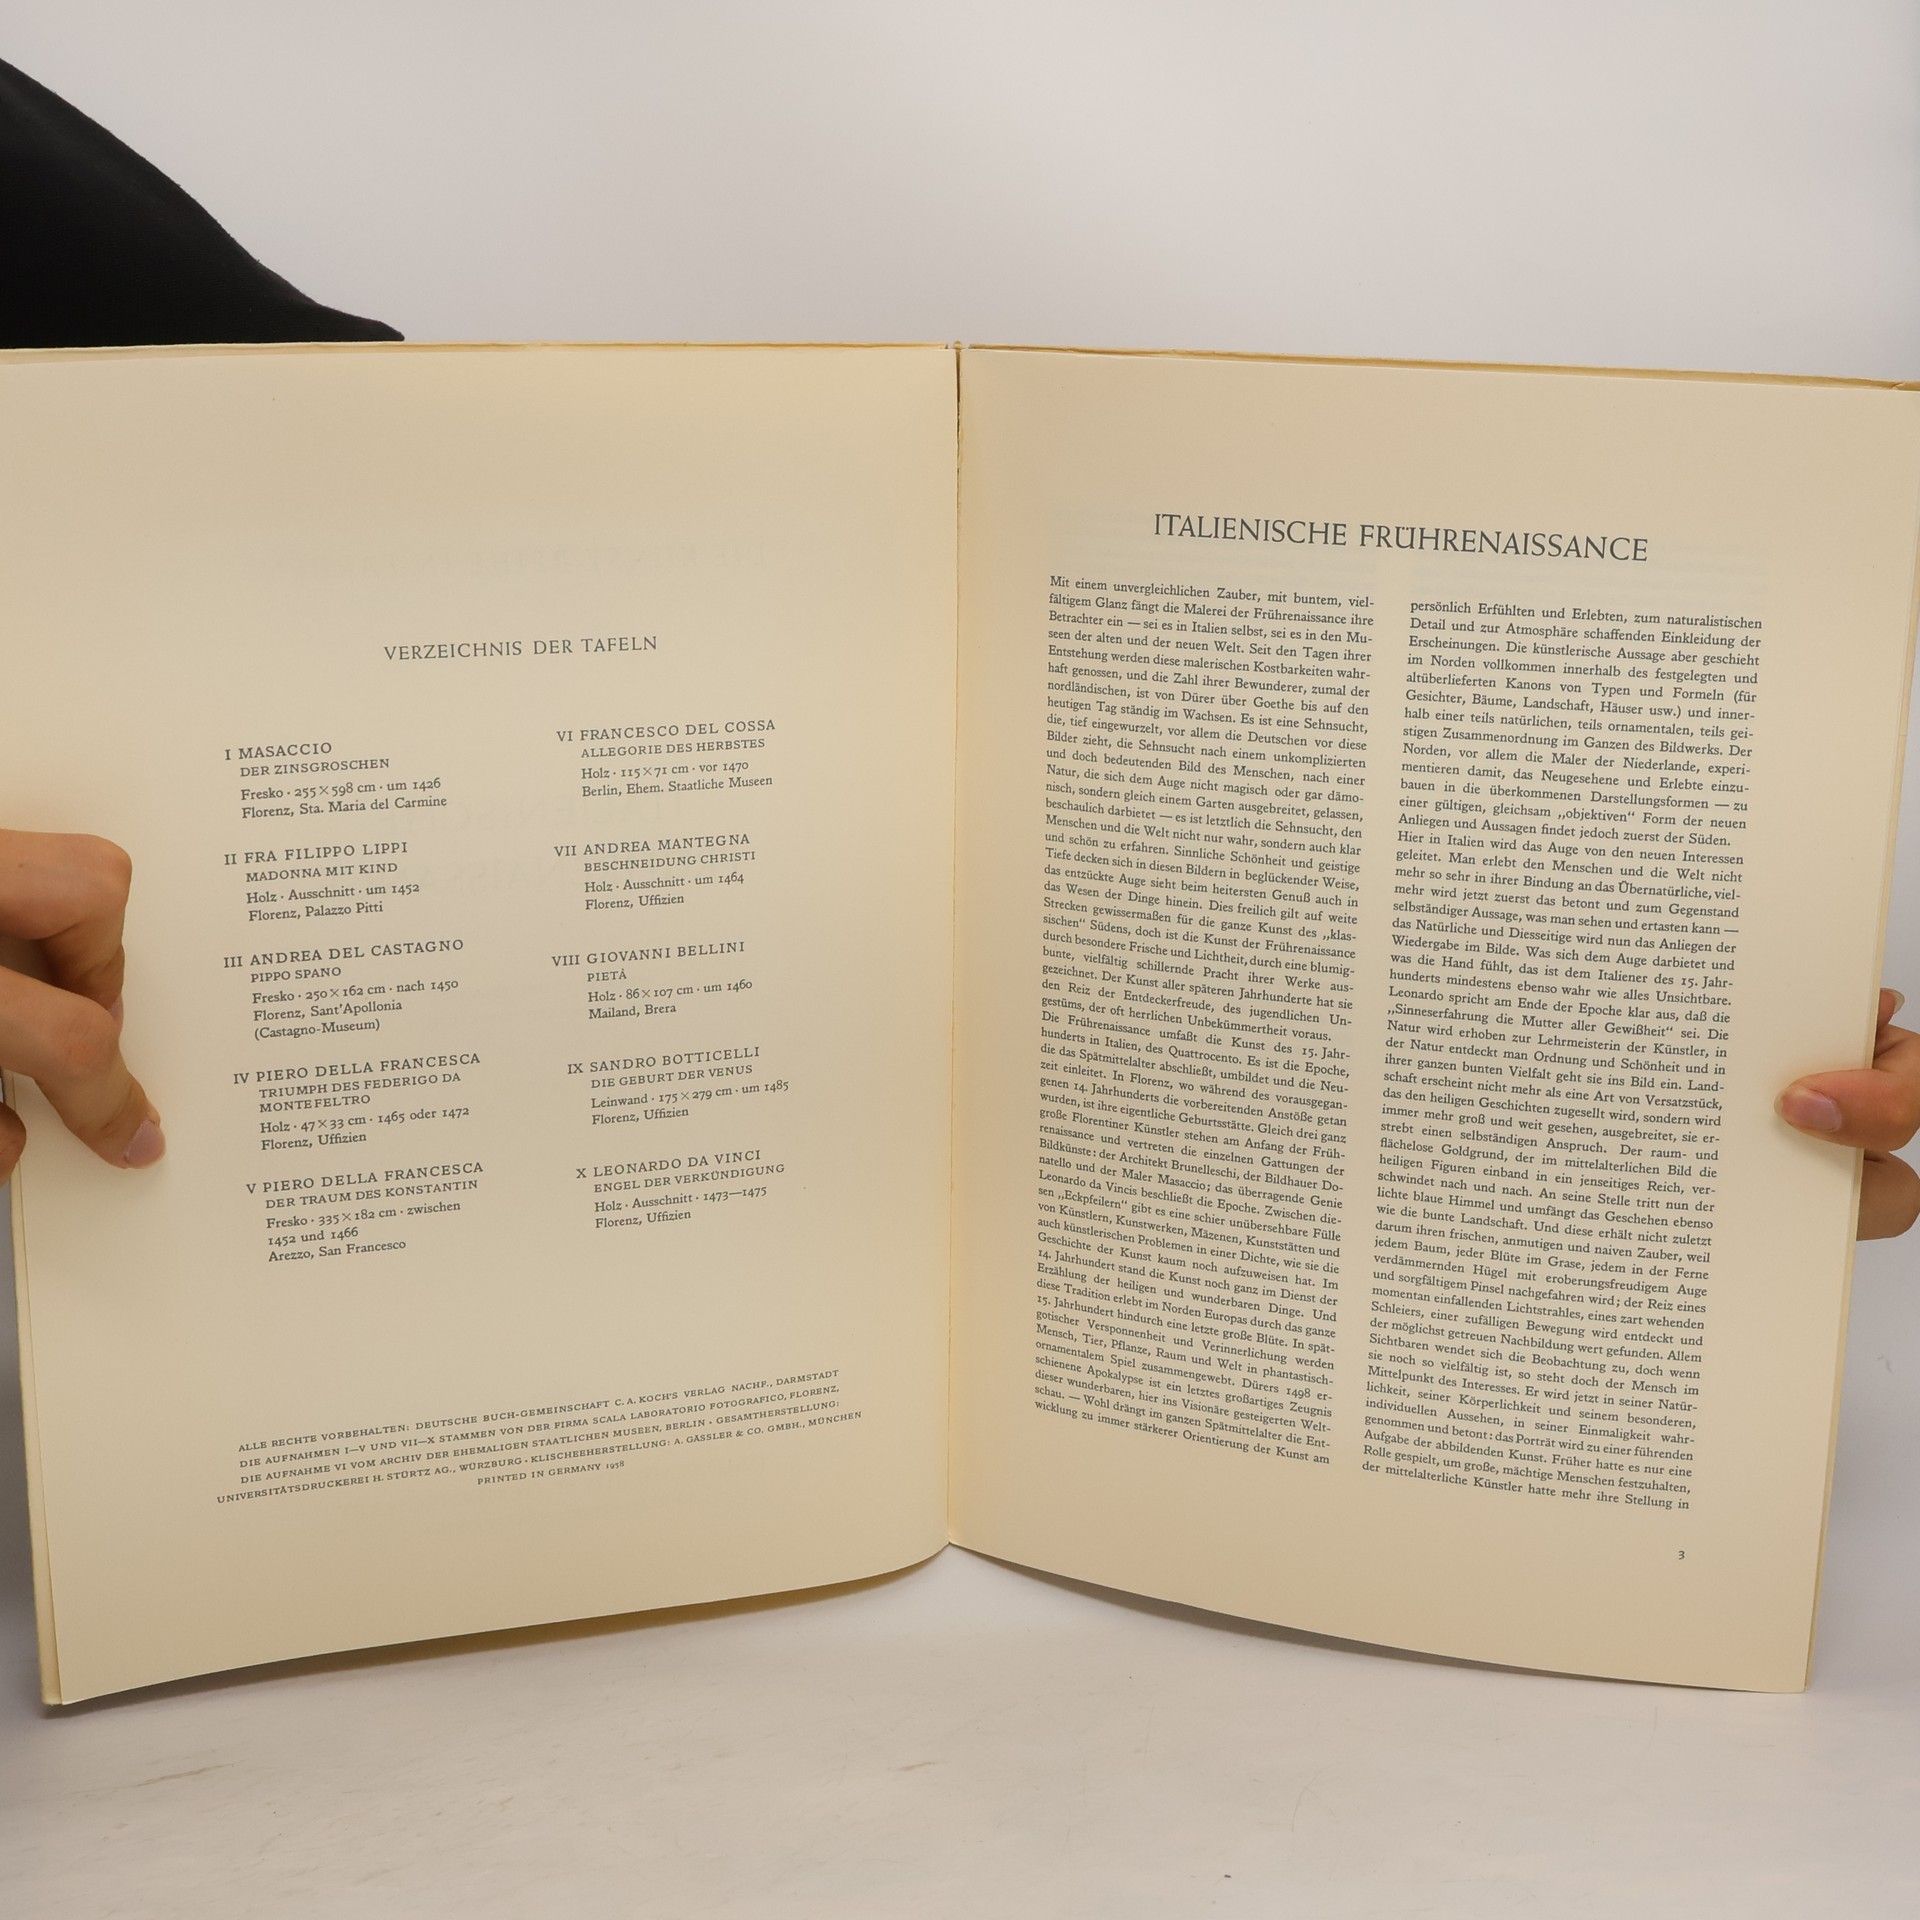 VERZEICHNIS DER TAFELN
I MASACCIO
DER ZINSGROSCHEN
Fresko · 255 × 598 cm · um 1426
Florenz, Sta. Maria del Carmine
II FRA FILIPPO LIPPI
MADONNA MIT KIND
Holz · Ausschnitt · um 1452
Florenz, Palazzo Pitti
III ANDREA DEL CASTAGNO
PIPPO SPANO
Fresko · 250 × 162 cm · nach 1450
Florenz, Sant'Apollonia
(Castagno-Museum)
IV PIERO DELLA FRANCESCA
TRIUMPH DES FEDERIGO DA
MONTEFELTRO
Holz · 47 × 33 cm · 1465 oder 1472
Florenz, Uffizien
V PIERO DELLA FRANCESCA
DER TRAUM DES KONSTANTIN
Fresko · 335 × 182 cm · zwischen
1452 und 1466
Arezzo, San Francesco
VI FRANCESCO DEL COSSA
ALLEGORIE DES HERBSTES
Holz · 115 × 71 cm · vor 1470
Berlin, Ehem. Staatliche Museen
VII ANDREA MANTEGNA
BESCHNEIDUNG CHRISTI
Holz · Ausschnitt · um 1464
Florenz, Uffizien
VIII GIOVANNI BELLINI
PIETÀ
Holz · 86 × 107 cm · um 1460
Mailand, Brera
IX SANDRO BOTTICELLI
DIE GEBURT DER VENUS
Leinwand · 175 × 279 cm · um 1485
Florenz, Uffizien
X LEONARDO DA VINCI
ENGEL DER VERKÜNDIGUNG
Holz · Ausschnitt · 1473—1475
Florenz, Uffizien
ALLE RECHTE VORBEHALTEN: DEUTSCHE BUCH-GEMEINSCHAFT C. A. KOCH'S VERLAG NACHF., DARMSTADT
DIE AUFNAHMEN I—V UND VII—X STAMMEN VON DER FIRMA SCALA LABORATORIO FOTOGRAFICO, FLORENZ,
DIE AUFNAHME VI VOM ARCHIV DER EHEMALIGEN STAATLICHEN MUSEEN, BERLIN · GESAMTHERSTELLUNG:
UNIVERSITÄTSDRUCKEREI H. STÜRTZ AG., WÜRZBURG · KLISCHEEHERSTELLUNG: A. GÄSSLER & CO. GMBH., MÜNCHEN
PRINTED IN GERMANY 1958
ITALIENISCHE FRÜHRENAISSANCE
Mit einem unvergleichlichen Zauber, mit buntem, viel-
fältigem Glanz fängt die Malerei der Frührenaissance ihre
Betrachter ein — sei es in Italien selbst, sei es in den Mu-
seen der alten und der neuen Welt. Seit den Tagen ihrer
Entstehung werden diese malerischen Kostbarkeiten wahr-
haft genossen, und die Zahl ihrer Bewunderer, zumal der
nordländischen, ist von Dürer über Goethe bis auf den
heutigen Tag ständig im Wachsen. Es ist eine Sehnsucht,
die, tief eingewurzelt, vor allem die Deutschen vor diese
Bilder zieht, die Sehnsucht nach einem unkomplizierten
und doch bedeutenden Bild des Menschen, nach einer
Natur, die sich dem Auge nicht magisch oder gar dämo-
nisch, sondern gleich einem Garten ausgebreitet, gelassen,
beschaulich darbietet — es ist letztlich die Sehnsucht, den
Menschen und die Welt nicht nur wahr, sondern auch klar
und schön zu erfahren. Sinnliche Schönheit und geistige
Tiefe decken sich in diesen Bildern in beglückender Weise,
das entzückte Auge sieht beim heitersten Genuß auch in
das Wesen der Dinge hinein. Dies freilich gilt auf weite
Strecken gewissermaßen für die ganze Kunst des „klas-
sischen“ Südens, doch ist die Kunst der Frührenaissance
durch besondere Frische und Lichtheit, durch eine blumig-
bunte, vielfältig schillernde Pracht ihrer Werke aus-
gezeichnet. Der Kunst aller späteren Jahrhunderte hat sie
den Reiz der Entdeckerfreude, des jugendlichen Un-
gestüms, der oft herrlichen Unbekümmertheit voraus.
Die Frührenaissance umfaßt die Kunst des 15. Jahr-
hunderts in Italien, des Quattrocento. Es ist die Epoche,
die das Spätmittelalter abschließt, umbildet und die Neu-
zeit einleitet. In Florenz, wo während des vorausgegan-
genen 14. Jahrhunderts die vorbereitenden Anstöße getan
wurden, ist ihre eigentliche Geburtsstätte. Gleich drei ganz
große Florentiner Künstler stehen am Anfang der Früh-
renaissance und vertreten die einzelnen Gattungen der
Bildkünste: der Architekt Brunelleschi, der Bildhauer Do-
natello und der Maler Masaccio; das überragende Genie
Leonardo da Vincis beschließt die Epoche. Zwischen die-
sen „Eckpfeilern“ gibt es eine schier unübersehbare Fülle
von Künstlern, Kunstwerken, Mäzenen, Kunststätten und
auch künstlerischen Problemen in einer Dichte, wie sie die
Geschichte der Kunst kaum noch aufzuweisen hat. Im
14. Jahrhundert stand die Kunst noch ganz im Dienst der
Erzählung der heiligen und wunderbaren Dinge. Und
diese Tradition erlebt im Norden Europas durch das ganze
15. Jahrhundert hindurch eine letzte große Blüte. In spät-
gotischer Versponnenheit und Verinnerlichung werden
Mensch, Tier, Pflanze, Raum und Welt in phantastisch-
ornamentalem Spiel zusammengewebt. Dürers 1498 er-
schienene Apokalypse ist ein letztes großartiges Zeugnis
dieser wunderbaren, hier ins Visionäre gesteigerten Welt-
schau. — Wohl drängt im ganzen Spätmittelalter die Ent-
wicklung zu immer stärkerer Orientierung der Kunst am
persönlich Erfühlten und Erlebten, zum naturalistischen
Detail und zur Atmosphäre schaffenden Einkleidung der
Erscheinungen. Die künstlerische Aussage aber geschieht
im Norden vollkommen innerhalb des festgelegten und
altüberlieferten Kanons von Typen und Formeln (für
Gesichter, Bäume, Landschaft, Häuser usw.) und inner-
halb einer teils natürlichen, teils ornamentalen, teils gei-
stigen Zusammenordnung im Ganzen des Bildwerks. Der
Norden, vor allem die Maler der Niederlande, experi-
mentieren damit, das Neugesehene und Erlebte einzu-
bauen in die überkommenen Darstellungsformen — zu
einer gültigen, gleichsam „objektiven“ Form der neuen
Anliegen und Aussagen findet jedoch zuerst der Süden.
Hier in Italien wird das Auge von den neuen Interessen
geleitet. Man erlebt den Menschen und die Welt nicht
mehr so sehr in ihrer Bindung an das Übernatürliche, viel-
mehr wird jetzt zuerst das betont und zum Gegenstand
selbständiger Aussage, was man sehen und ertasten kann —
das Natürliche und Diesseitige wird nun das Anliegen der
Wiedergabe im Bilde. Was sich dem Auge darbietet und
was die Hand fühlt, das ist dem Italiener des 15. Jahr-
hunderts mindestens ebenso wahr wie alles Unsichtbare.
Leonardo spricht am Ende der Epoche klar aus, daß die
„Sinneserfahrung die Mutter aller Gewißheit“ sei. Die
Natur wird erhoben zur Lehrmeisterin der Künstler, in
der Natur entdeckt man Ordnung und Schönheit und in
ihrer ganzen bunten Vielfalt geht sie ins Bild ein. Land-
schaft erscheint nicht mehr als eine Art von Versatzstück,
das den heiligen Geschichten zugesellt wird, sondern wird
immer mehr groß und weit gesehen, ausgebreitet, sie er-
strebt einen selbständigen Anspruch. Der raum- und
flächelose Goldgrund, der im mittelalterlichen Bild die
heiligen Figuren einband in ein jenseitiges Reich, ver-
schwindet nach und nach. An seine Stelle tritt nun der
lichte blaue Himmel und umfängt das Geschehen ebenso
wie die bunte Landschaft. Und diese erhält nicht zuletzt
darum ihren frischen, anmutigen und naiven Zauber, weil
jedem Baum, jeder Blüte im Grase, jedem in der Ferne
verdämmernden Hügel mit eroberungsfreudigem Auge
und sorgfältigem Pinsel nachgefahren wird; der Reiz eines
momentan einfallenden Lichtstrahles, eines zart wehenden
Schleiers, einer zufälligen Bewegung wird entdeckt und
der möglichst getreuen Nachbildung wert gefunden. Allem
Sichtbaren wendet sich die Beobachtung zu, doch wenn
sie noch so vielfältig ist, so steht doch der Mensch im
Mittelpunkt des Interesses. Er wird jetzt in seiner Natür-
lichkeit, seiner Körperlichkeit und seinem besonderen,
individuellen Aussehen, in seiner Einmaligkeit wahr-
genommen und betont: das Porträt wird zu einer führenden
Aufgabe der abbildenden Kunst. Früher hatte es nur eine
Rolle gespielt, um große, mächtige Menschen festzuhalten,
der mittelalterliche Künstler hatte mehr ihre Stellung in
3